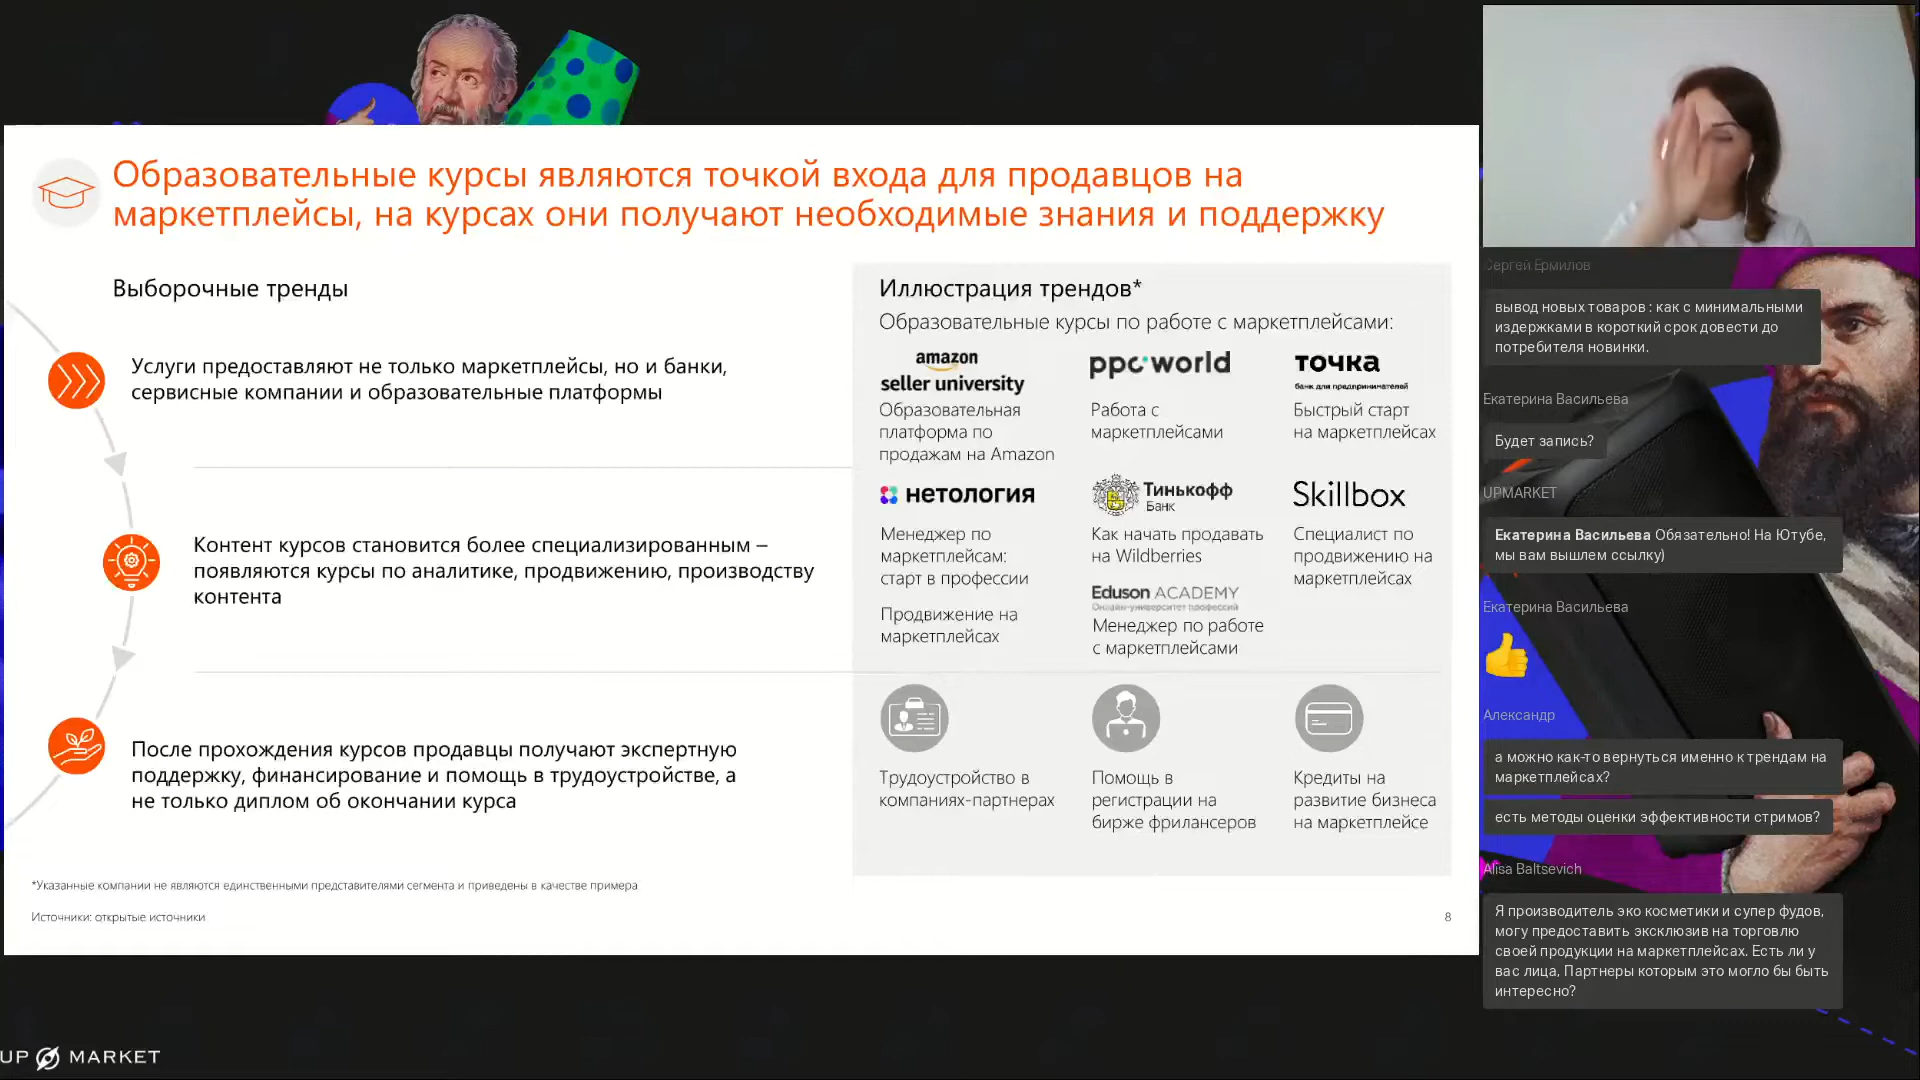 Образовательные курсы являются точкой входа для продавцов на
маркетплейсы, на курсах они получают необходимые знания и поддержку
Выборочные тренды
Услуги предоставляют не только маркетплейсы, но и банки,
сервисные компании и образовательные платформы
Контент курсов становится более специализированным –
появляются курсы по аналитике, продвижению, производству
контента
После прохождения курсов продавцы получают экспертную
поддержку, финансирование и помощь в трудоустройстве, а
не только диплом об окончании курса
Иллюстрация трендов*
Образовательные курсы по работе с маркетплейсами:
amazon
seller university
Образовательная
платформа по
продажам на Amazon
ppc world
Работа с
маркетплейсами
точка
банк для предпринимателей
Быстрый старт
на маркетплейсах
нетология
Менеджер по
маркетплейсам:
старт в профессии
Продвижение на
маркетплейсах
Тинькофф
Банк
Как начать продавать
на Wildberries
Eduson ACADEMY
Онлайн-университет профессий
Менеджер по работе
с маркетплейсами
Skillbox
Специалист по
продвижению на
маркетплейсах
Трудоустройство в
компаниях-партнерах
Помощь в
регистрации на
бирже фрилансеров
Кредиты на
развитие бизнеса
на маркетплейсе
*Указанные компании не являются единственными представителями сегмента и приведены в качестве примера
Источники: открытые источники
8
UP MARKET
Сергей Ермилов
вывод новых товаров : как с минимальными
издержками в короткий срок довести до
потребителя новинки.
Екатерина Васильева
Будет запись?
UPMARKET
Екатерина Васильева Обязательно! На Ютубе,
мы вам вышлем ссылку)
Екатерина Васильева
Александр
а можно как-то вернуться именно к трендам на
маркетплейсах?
есть методы оценки эффективности стримов?
Alisa Baltsevich
Я производитель эко косметики и супер фудов,
могу предоставить эксклюзив на торговлю
своей продукции на маркетплейсах. Есть ли у
вас лица, Партнеры которым это могло бы быть
интересно?